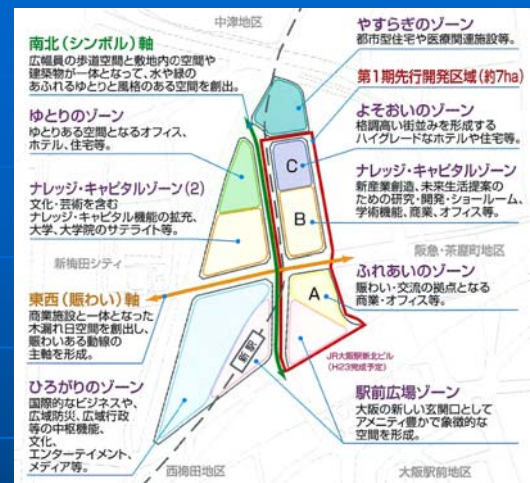 中津地区
南北(シンボル)軸
広幅員の歩道空間と敷地内の空間や
建築物が一体となって、水や緑の
あふれるゆとりと風格のある空間を創出。
ゆとりのゾーン
ゆとりある空間となるオフィス、
ホテル、住宅等。
ナレッジ・キャピタルゾーン(2)
文化・芸術を含む
ナレッジ・キャピタル機能の拡充、
大学、大学院のサテライト等。
新梅田シティ
東西(賑わい)軸
商業施設と一体となった
木漏れ日空間を創出し、
賑わいある動線の
主軸を形成。
ひろがりのゾーン
国際的なビジネスや、
広域防災、広域行政
等の中枢機能、
文化、
エンターテイメント、
メディア等。
西梅田地区
新駅
C
B
A
やすらぎのゾーン
都市型住宅や医療関連施設等。
第1期先行開発区域(約7ha)
よそおいのゾーン
格調高い街並みを形成する
ハイグレードなホテルや住宅等。
ナレッジ・キャピタルゾーン
新産業創造、未来生活提案の
ための研究・開発・ショールーム、
学術機能、商業、オフィス等。
阪急・茶屋町地区
ふれあいのゾーン
賑わい・交流の拠点となる
商業・オフィス等。
JR大阪駅新北ビル
(H23完成予定)
駅前広場ゾーン
大阪の新しい玄関口として
アメニティ豊かで象徴的な
空間を形成。
大阪駅前地区